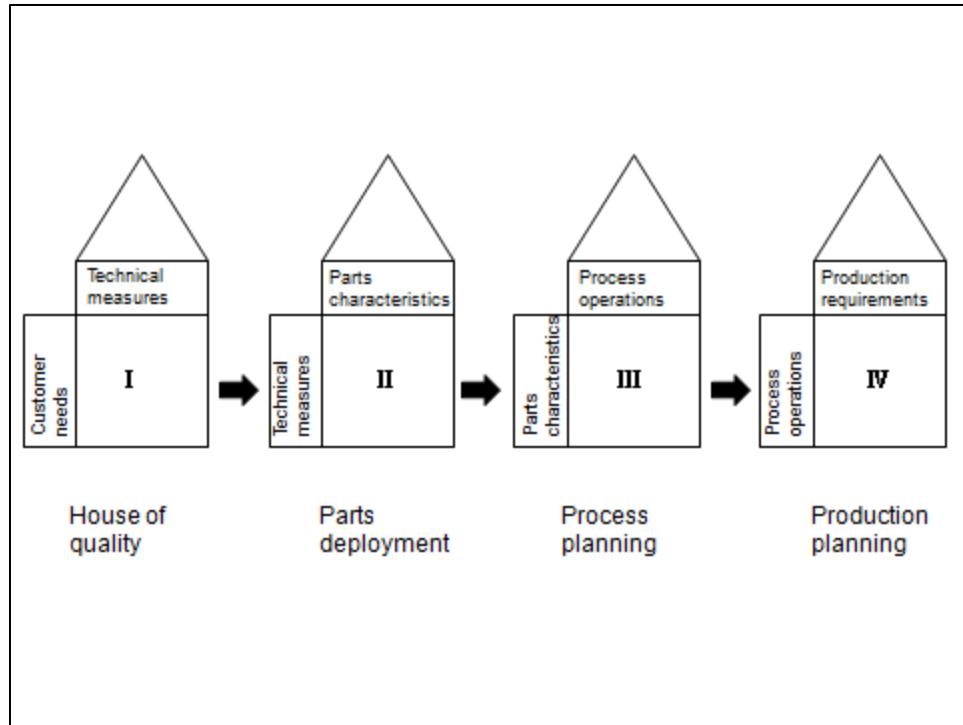 Technical
measures
Customer
needs
I
House of
quality
Parts
characteristics
Technical
measures
II
Parts
deployment
Process
operations
Parts
characteristics
III
Process
planning
Production
requirements
Process
operations
IV
Production
planning